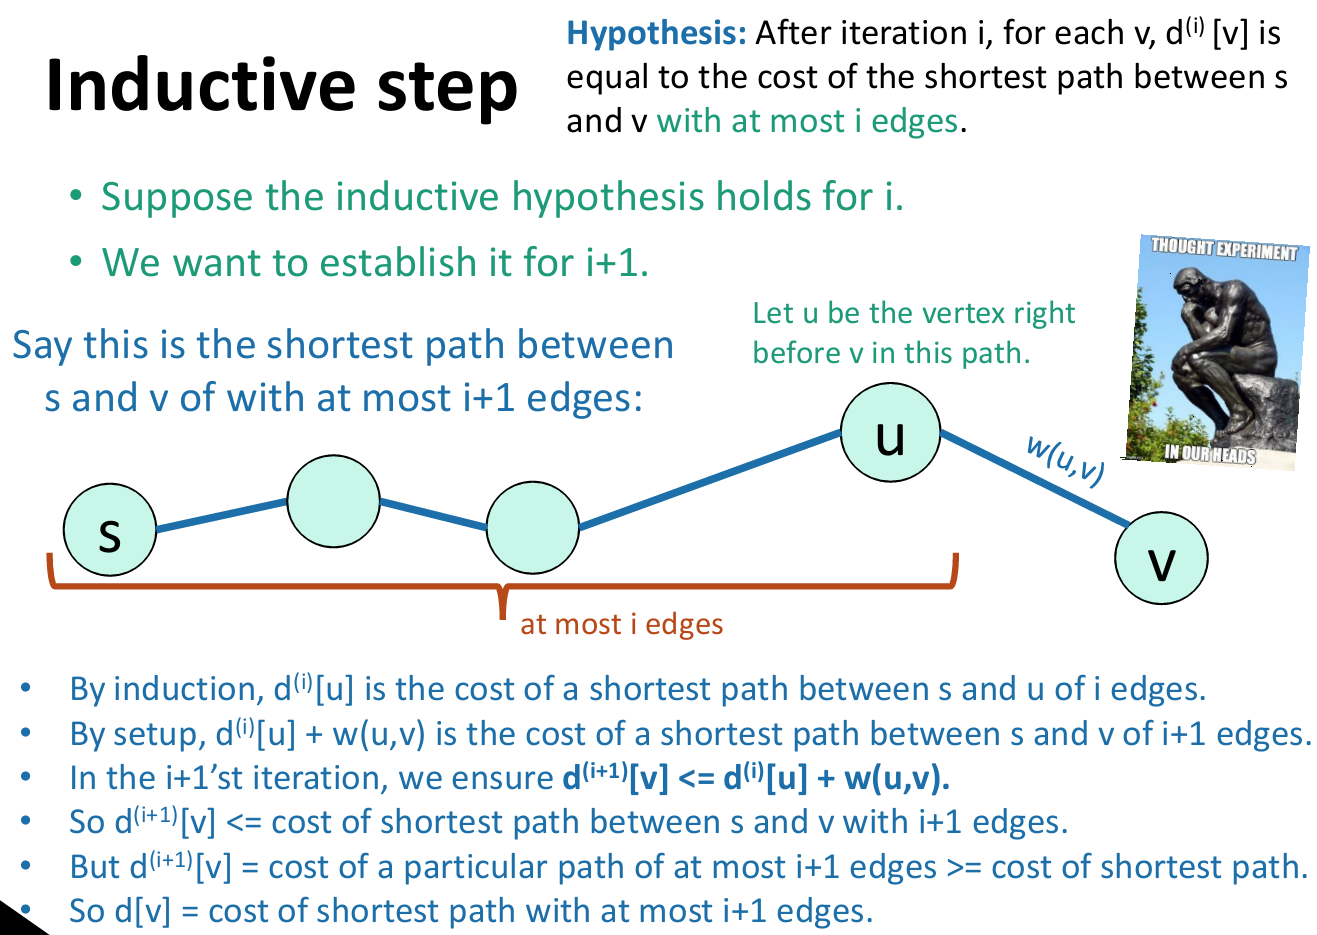 Inductive step
Hypothesis: After iteration i, for each v, d⁽ⁱ⁾ [v] is
equal to the cost of the shortest path between s
and v with at most i edges.
• Suppose the inductive hypothesis holds for i.
• We want to establish it for i+1.
THOUGHT EXPERIMENT
IN OUR HEADS
Let u be the vertex right
before v in this path.
Say this is the shortest path between
s and v of with at most i+1 edges:
s
u
w(u,v)
v
at most i edges
• By induction, d⁽ⁱ⁾[u] is the cost of a shortest path between s and u of i edges.
• By setup, d⁽ⁱ⁾[u] + w(u,v) is the cost of a shortest path between s and v of i+1 edges.
• In the i+1’st iteration, we ensure d⁽ⁱ⁺¹⁾[v] <= d⁽ⁱ⁾[u] + w(u,v).
• So d⁽ⁱ⁺¹⁾[v] <= cost of shortest path between s and v with i+1 edges.
• But d⁽ⁱ⁺¹⁾[v] = cost of a particular path of at most i+1 edges >= cost of shortest path.
• So d[v] = cost of shortest path with at most i+1 edges.